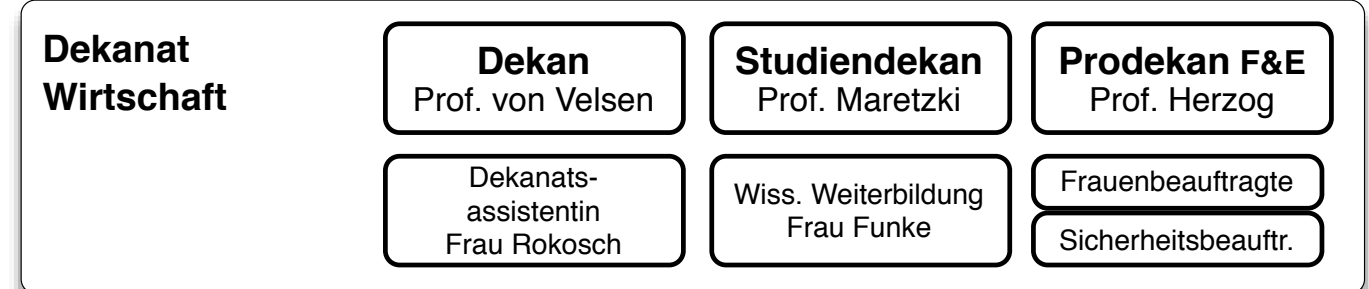 Dekanat
Wirtschaft
Dekan
Prof. von Velsen
Studiendekan
Prof. Maretzki
Prodekan F&E
Prof. Herzog
Dekanats-
assistentin
Frau Rokosch
Wiss. Weiterbildung
Frau Funke
Frauenbeauftragte
Sicherheitsbeauftr.